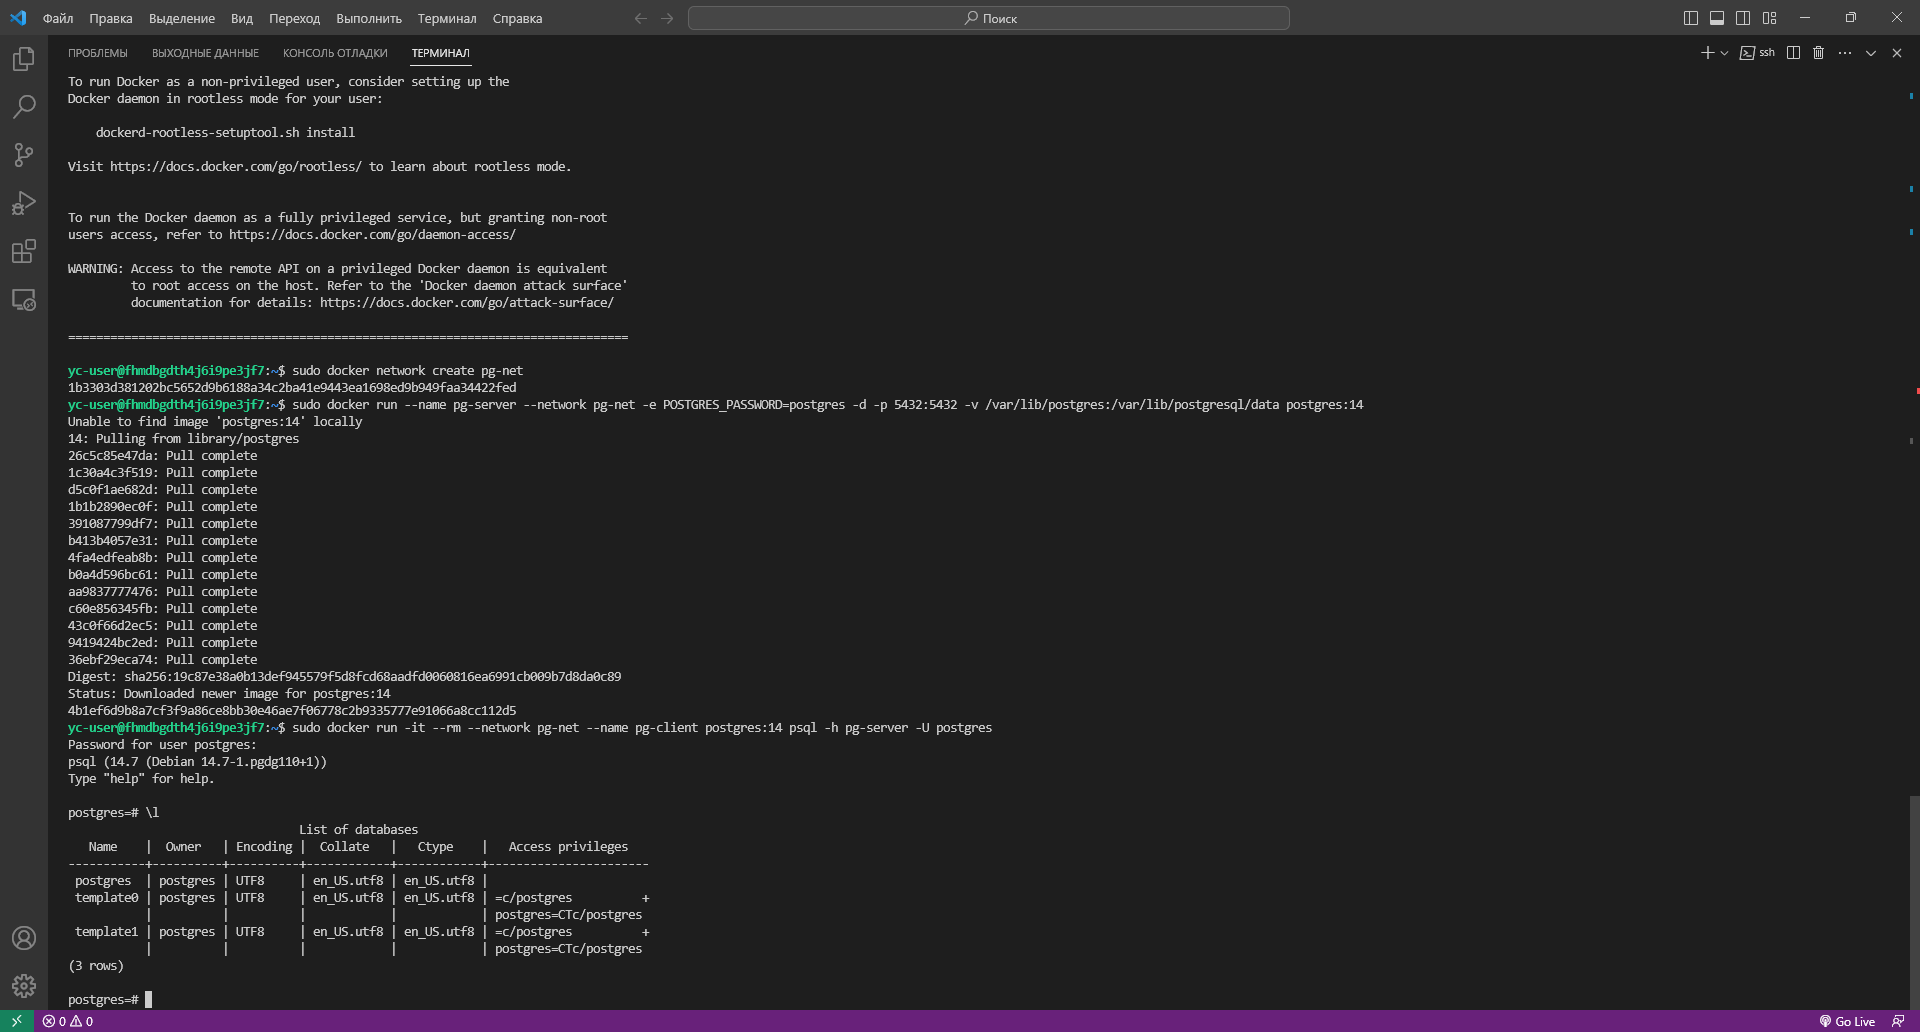 Файл Правка Выделение Вид Переход Выполнить Терминал Справка Поиск
ПРОБЛЕМЫ ВЫХОДНЫЕ ДАННЫЕ КОНСОЛЬ ОТЛАДКИ ТЕРМИНАЛ ssh
To run Docker as a non-privileged user, consider setting up the
Docker daemon in rootless mode for your user:
dockerd-rootless-setuptool.sh install
Visit https://docs.docker.com/go/rootless/ to learn about rootless mode.
To run the Docker daemon as a fully privileged service, but granting non-root
users access, refer to https://docs.docker.com/go/daemon-access/
WARNING: Access to the remote API on a privileged Docker daemon is equivalent
to root access on the host. Refer to the 'Docker daemon attack surface'
documentation for details: https://docs.docker.com/go/attack-surface/
================================================================================
yc-user@fhmdbgdth4j6i9pe3jf7:~$ sudo docker network create pg-net
1b3303d381202bc5652d9b6188a34c2ba41e9443ea1698ed9b949faa34422fed
yc-user@fhmdbgdth4j6i9pe3jf7:~$ sudo docker run --name pg-server --network pg-net -e POSTGRES_PASSWORD=postgres -d -p 5432:5432 -v /var/lib/postgres:/var/lib/postgresql/data postgres:14
Unable to find image 'postgres:14' locally
14: Pulling from library/postgres
26c5c85e47da: Pull complete
1c30a4c3f519: Pull complete
d5c0f1ae682d: Pull complete
1b1b2890ec0f: Pull complete
391087799df7: Pull complete
b413b4057e31: Pull complete
4fa4edfeab8b: Pull complete
b0a4d596bc61: Pull complete
aa9837777476: Pull complete
c60e856345fb: Pull complete
43c0f66d2ec5: Pull complete
9419424bc2ed: Pull complete
36ebf29eca74: Pull complete
Digest: sha256:19c87e38a0b13def945579f5d8fcd68aadfd0060816ea6991cb009b7d8da0c89
Status: Downloaded newer image for postgres:14
4b1ef6d9b8a7cf3f9a86ce8bb30e46ae7f06778c2b9335777e91066a8cc112d5
yc-user@fhmdbgdth4j6i9pe3jf7:~$ sudo docker run -it --rm --network pg-net --name pg-client postgres:14 psql -h pg-server -U postgres
Password for user postgres:
psql (14.7 (Debian 14.7-1.pgdg110+1))
Type "help" for help.
postgres=# \l
List of databases
Name | Owner | Encoding | Collate | Ctype | Access privileges
-----------+----------+----------+------------+------------+-----------------------
postgres | postgres | UTF8 | en_US.utf8 | en_US.utf8 |
template0 | postgres | UTF8 | en_US.utf8 | en_US.utf8 | =c/postgres +
| | | | | postgres=CTc/postgres
template1 | postgres | UTF8 | en_US.utf8 | en_US.utf8 | =c/postgres +
| | | | | postgres=CTc/postgres
(3 rows)
postgres=#
0 0 Go Live